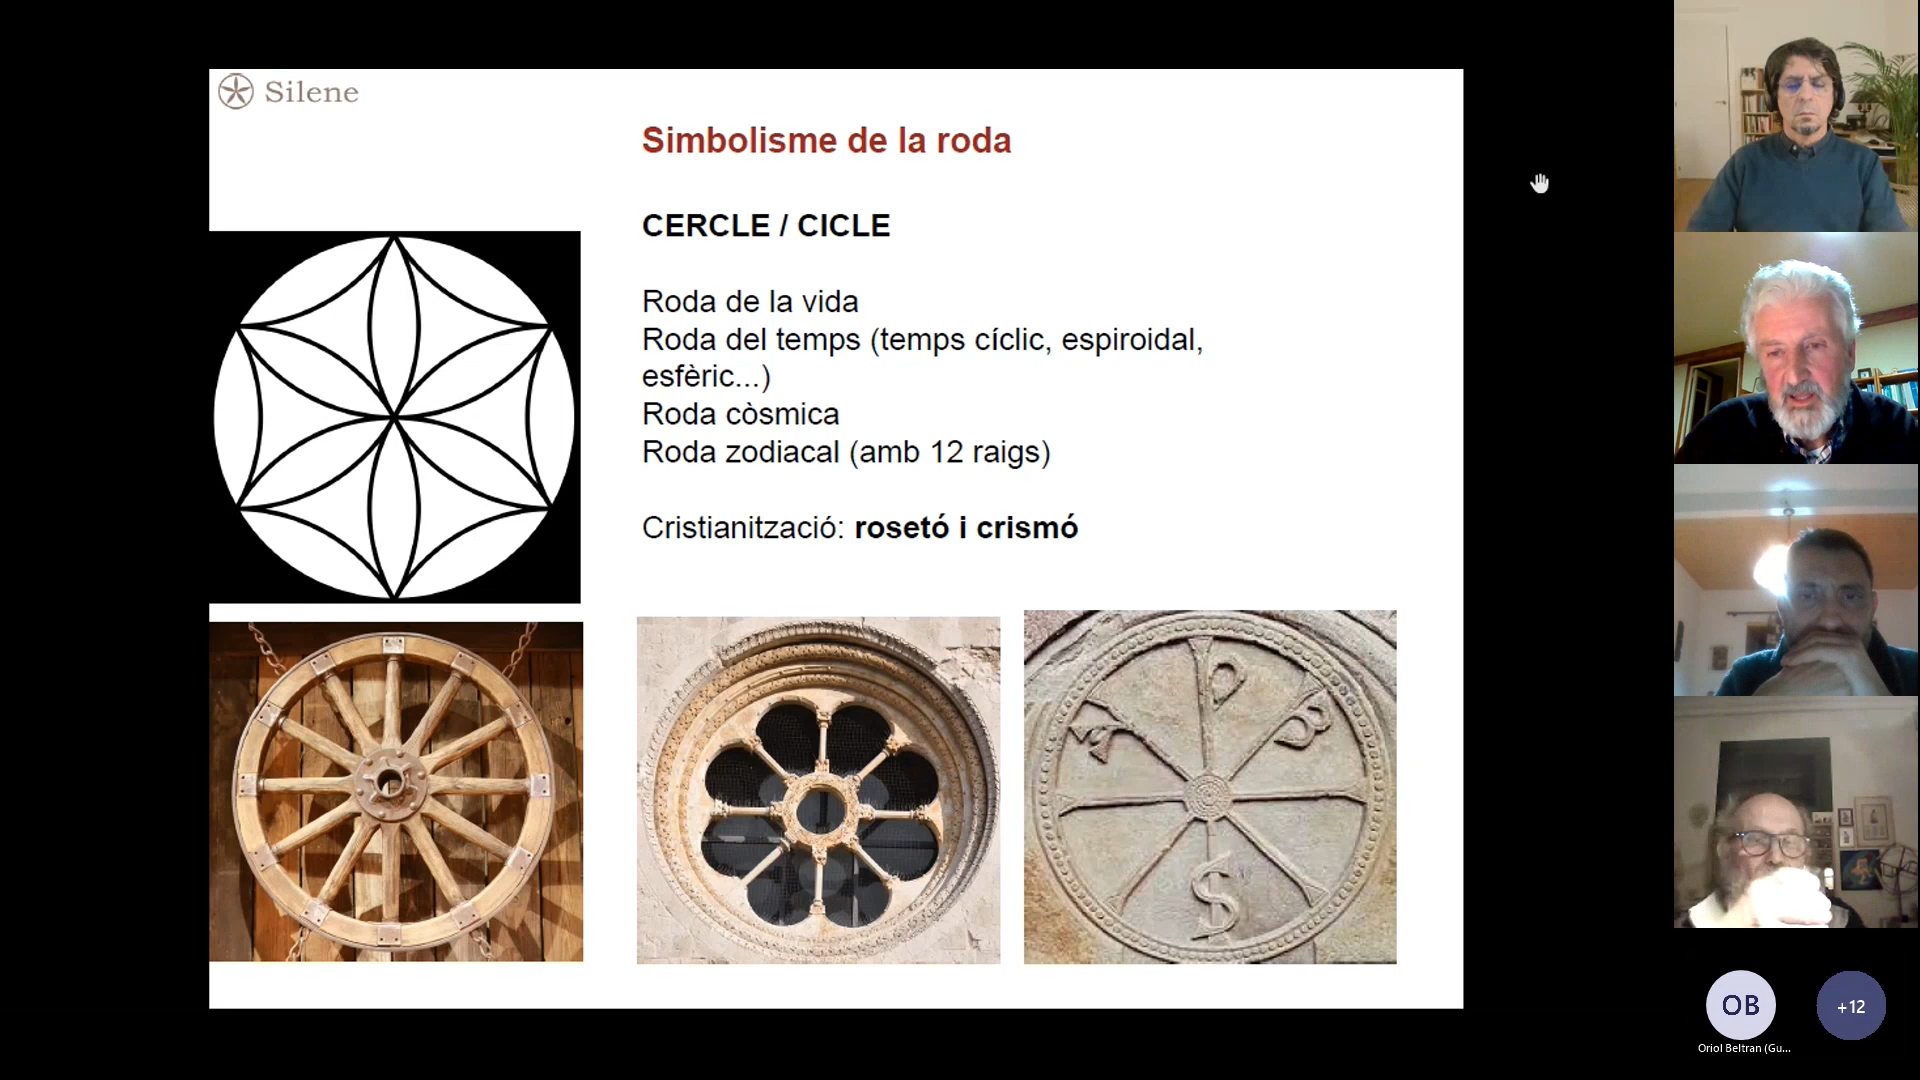 Silene
Simbolisme de la roda
CERCLE / CICLE
Roda de la vida
Roda del temps (temps cíclic, espiroidal,
esfèric...)
Roda còsmica
Roda zodiacal (amb 12 raigs)
Cristianització: rosetó i crismó
OB
+12
Oriol Beltran (Gu...